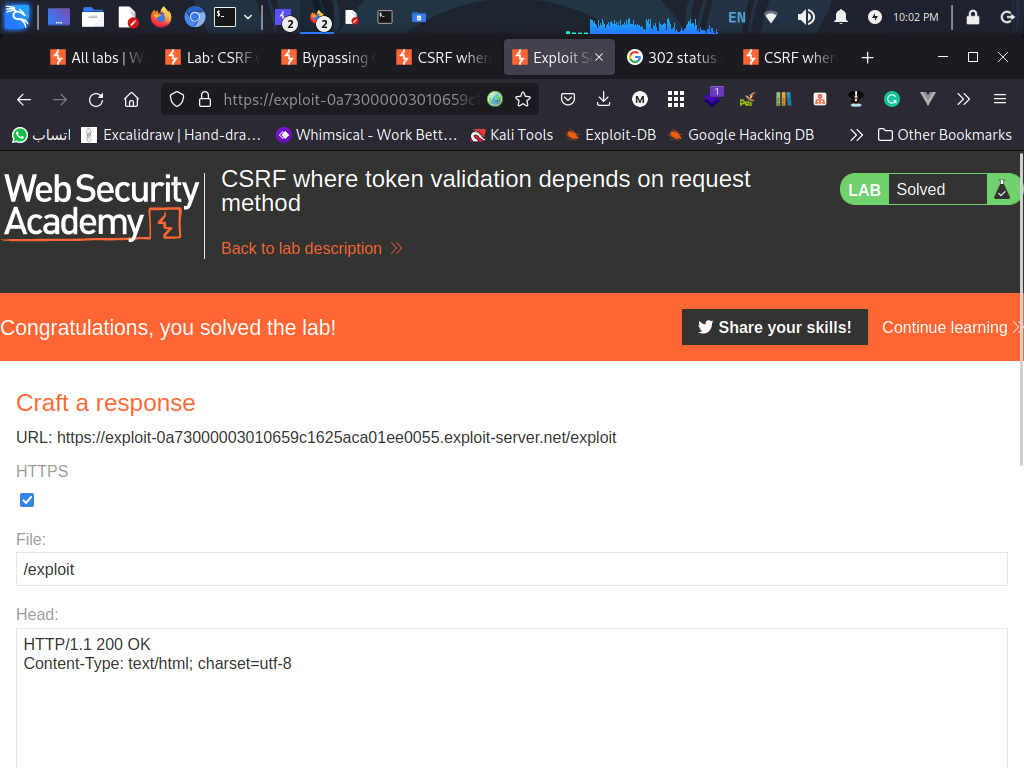 EN
10:02 PM
2
2
All labs | W
Lab: CSRF
Bypassing
CSRF wher
Exploit S
302 status
CSRF wher
https://exploit-0a73000003010659c
M
1
واتساب
Excalidraw | Hand-dra…
Whimsical - Work Bett…
Kali Tools
Exploit-DB
Google Hacking DB
Other Bookmarks
Web Security
Academy
CSRF where token validation depends on request
method
LAB
Solved
Back to lab description
Congratulations, you solved the lab!
Share your skills!
Continue learning
Craft a response
URL: https://exploit-0a73000003010659c1625aca01ee0055.exploit-server.net/exploit
HTTPS
File:
/exploit
Head:
HTTP/1.1 200 OK
Content-Type: text/html; charset=utf-8